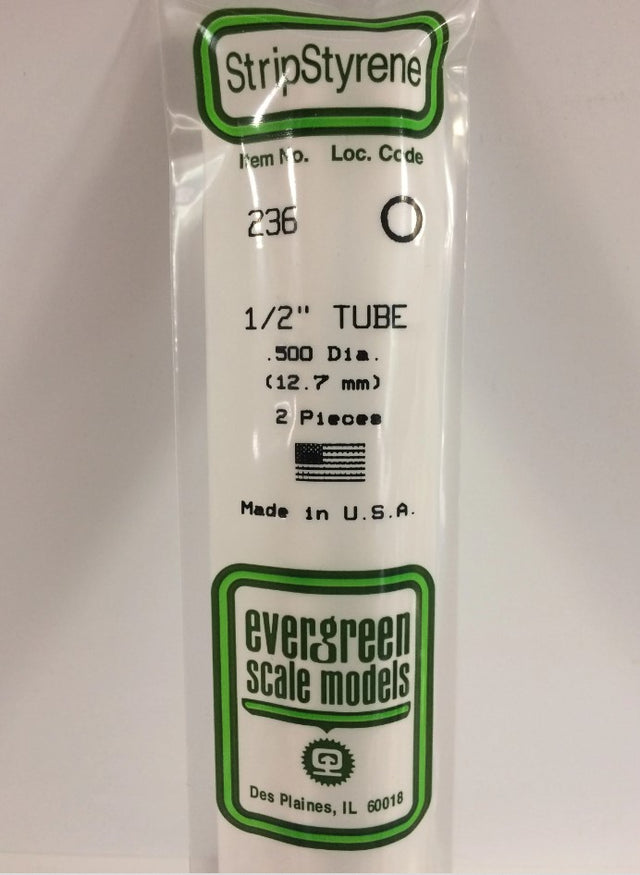 StripStyrene
Item No. Loc. Code
236
1/2" TUBE
.500 Dia.
(12.7 mm)
2 Pieces
Made in U.S.A.
evergreen
scale models
Des Plaines, IL 60018